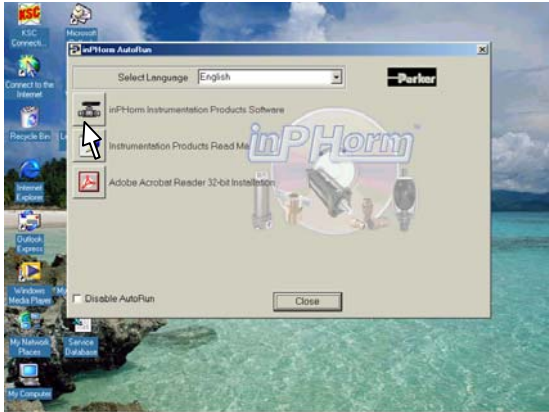 KSC
KSC
Connecti...
Microsoft
inPHorm AutoRun
Select Language
English
Parker
Connect to the
Internet
inPHorm Instrumentation Products Software
Recycle Bin
Instrumentation Products Read Me
inPHorm
Adobe Acrobat Reader 32-bit Installation
Internet
Explorer
Outlook
Express
Windows
Media Player
Disable AutoRun
Close
My Network
Places
Service
Database
My Computer